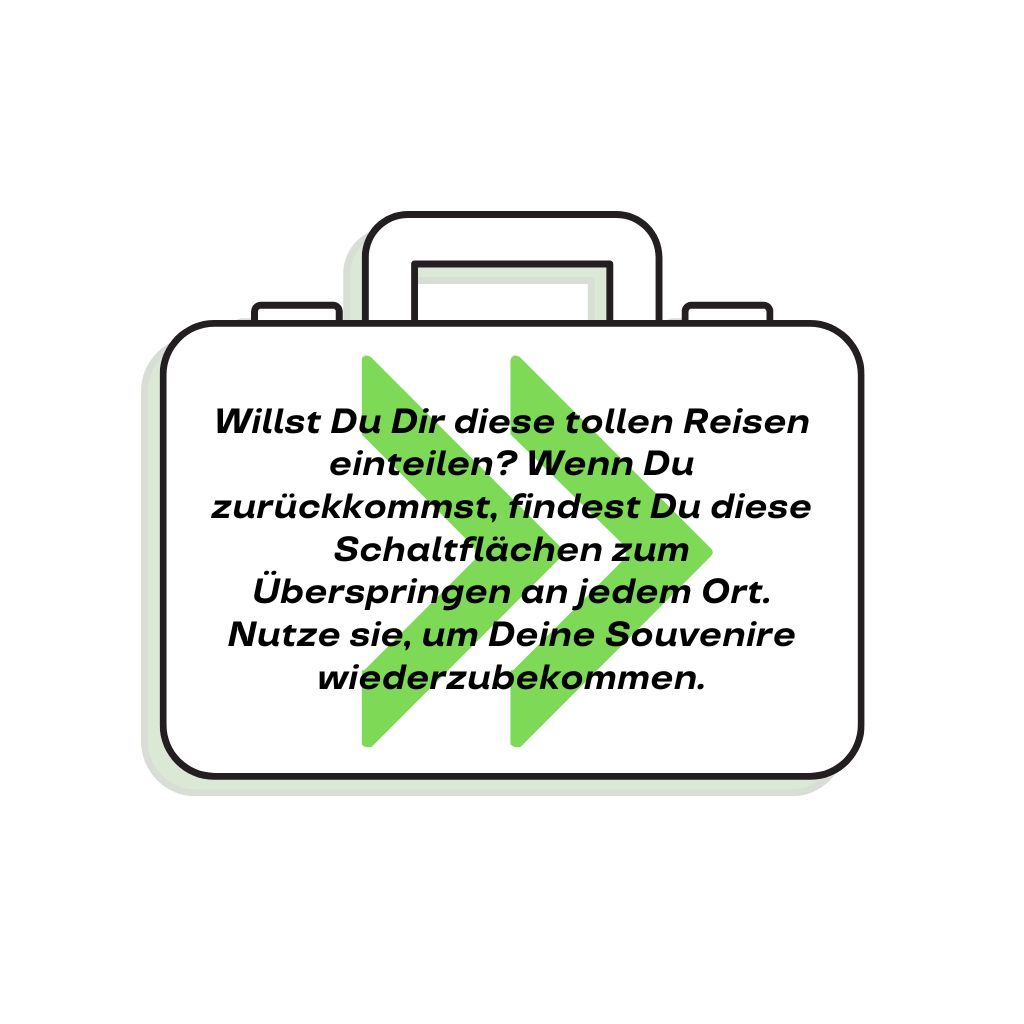 Willst Du Dir diese tollen Reisen
einteilen? Wenn Du
zurückkommst, findest Du diese
Schaltflächen zum
Überspringen an jedem Ort.
Nutze sie, um Deine Souvenire
wiederzubekommen.